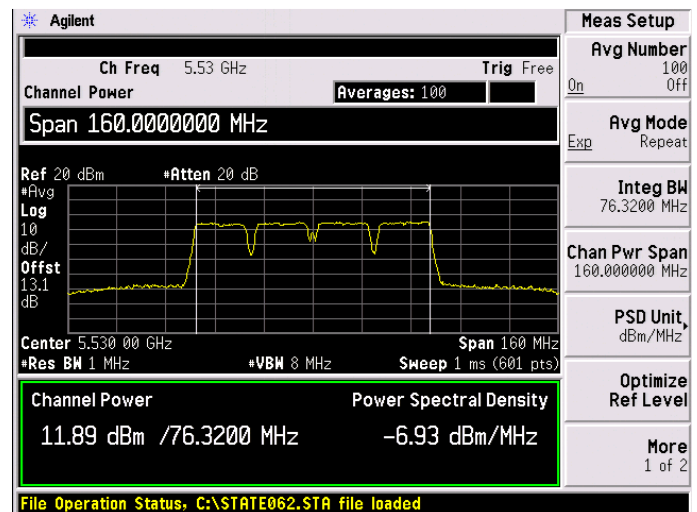 Agilent
Meas Setup
Ch Freq 5.53 GHz Trig Free
Channel Power Averages: 100
Span 160.0000000 MHz
Ref 20 dBm #Atten 20 dB
#Avg
Log
10
dB/
Offst
13.1
dB
Center 5.530 00 GHz Span 160 MHz
#Res BW 1 MHz #VBW 8 MHz Sweep 1 ms (601 pts)
Channel Power Power Spectral Density
11.89 dBm /76.3200 MHz -6.93 dBm/MHz
File Operation Status, C:\STATE062.STA file loaded
Avg Number
100
On Off
Avg Mode
Exp Repeat
Integ BW
76.3200 MHz
Chan Pwr Span
160.000000 MHz
PSD Unit
dBm/MHz
Optimize
Ref Level
More
1 of 2